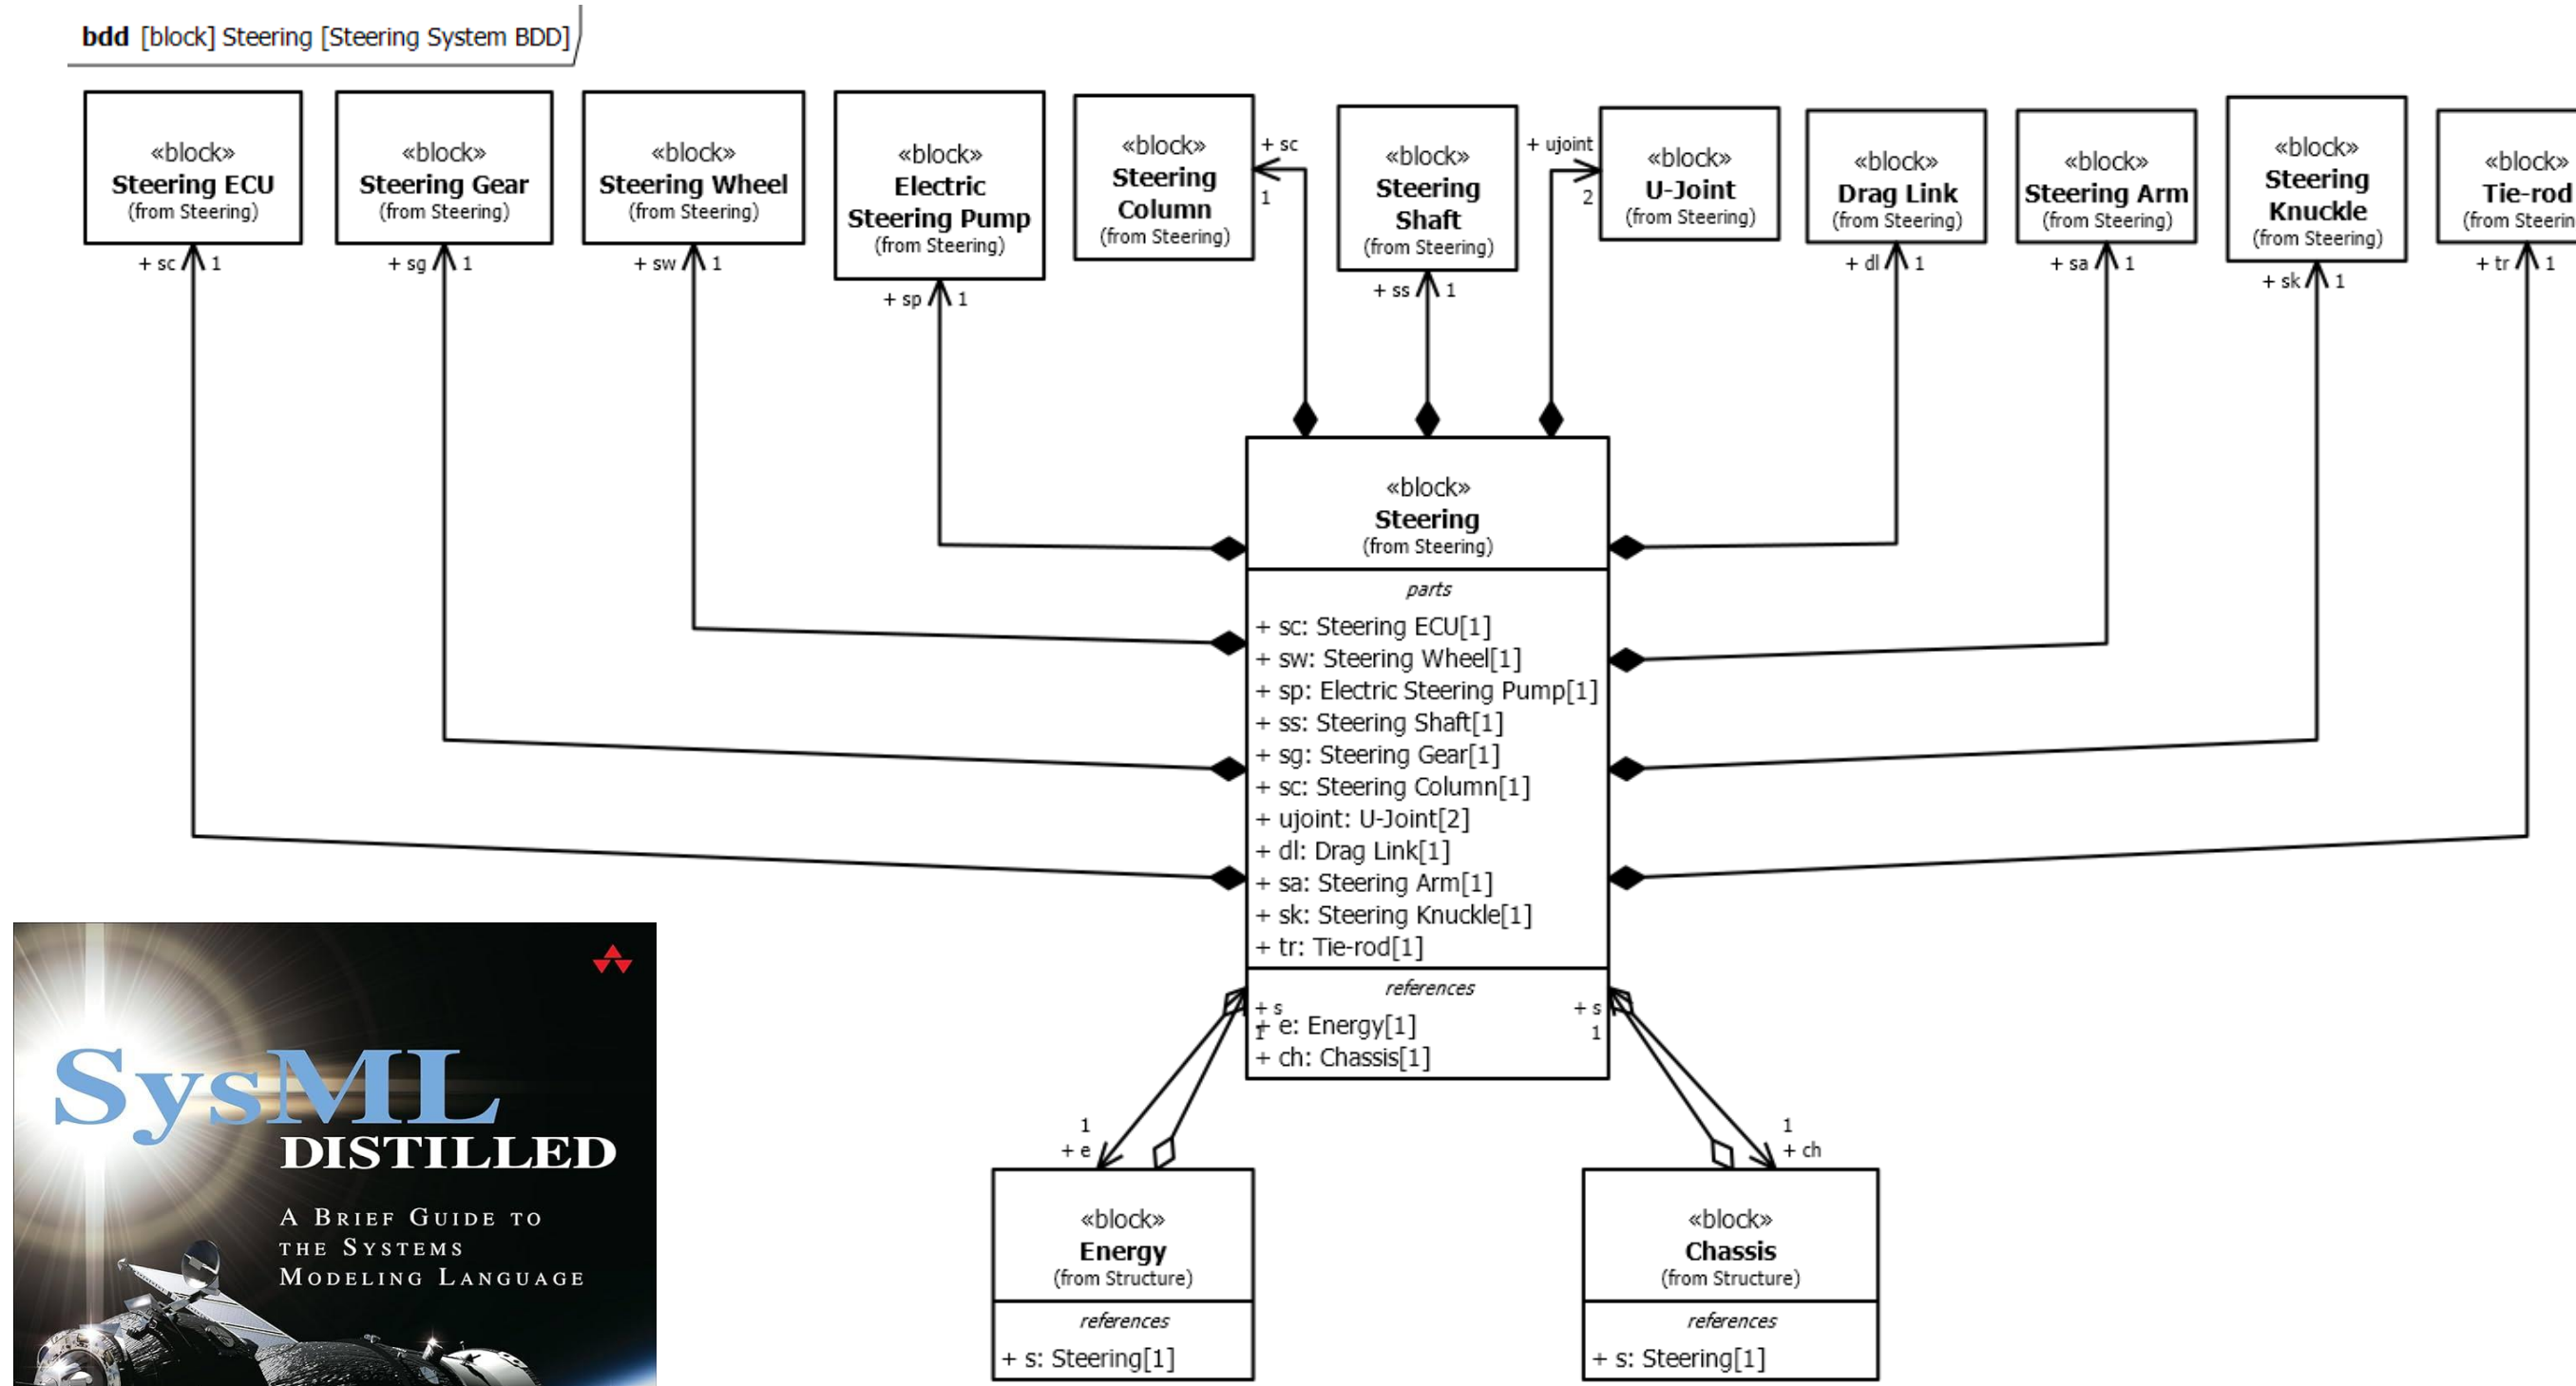 bdd [block] Steering [Steering System BDD]
«block»
Steering ECU
(from Steering)
+ sc
1
«block»
Steering Gear
(from Steering)
+ sg
1
«block»
Steering Wheel
(from Steering)
+ sw
1
«block»
Electric
Steering Pump
(from Steering)
+ sp
1
«block»
Steering
Column
(from Steering)
+ sc
1
«block»
Steering
Shaft
(from Steering)
+ ss
1
+ ujoint
2
«block»
U-Joint
(from Steering)
«block»
Drag Link
(from Steering)
+ dl
1
«block»
Steering Arm
(from Steering)
+ sa
1
«block»
Steering
Knuckle
(from Steering)
+ sk
1
«block»
Tie-rod
(from Steerin
+ tr
1
«block»
Steering
(from Steering)
parts
+ sc: Steering ECU[1]
+ sw: Steering Wheel[1]
+ sp: Electric Steering Pump[1]
+ ss: Steering Shaft[1]
+ sg: Steering Gear[1]
+ sc: Steering Column[1]
+ ujoint: U-Joint[2]
+ dl: Drag Link[1]
+ sa: Steering Arm[1]
+ sk: Steering Knuckle[1]
+ tr: Tie-rod[1]
references
+ s
1
+ s
1
+ e: Energy[1]
+ ch: Chassis[1]
1
+ e
1
+ ch
«block»
Energy
(from Structure)
references
+ s: Steering[1]
«block»
Chassis
(from Structure)
references
+ s: Steering[1]
SysML
DISTILLED
A BRIEF GUIDE TO
THE SYSTEMS
MODELING LANGUAGE